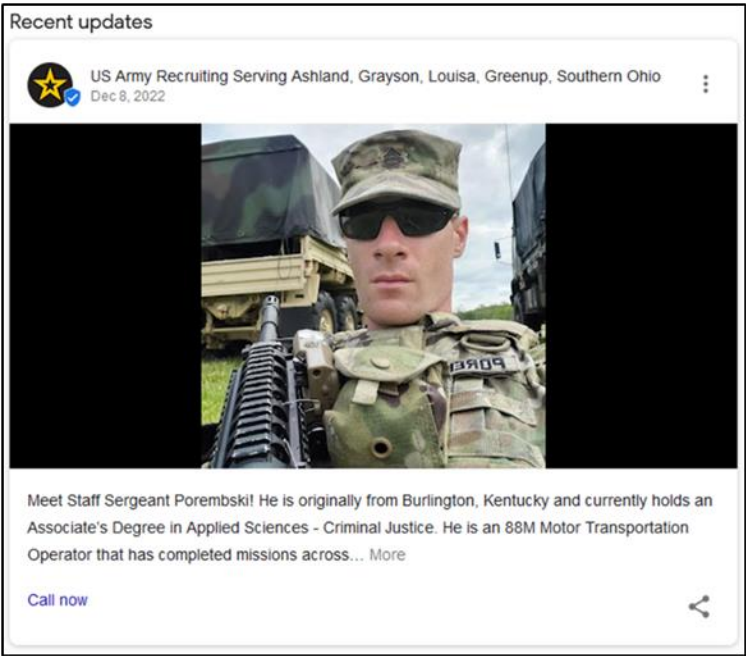 Recent updates
US Army Recruiting Serving Ashland, Grayson, Louisa, Greenup, Southern Ohio
Dec 8, 2022
POREI
Meet Staff Sergeant Porembski! He is originally from Burlington, Kentucky and currently holds an
Associate's Degree in Applied Sciences - Criminal Justice. He is an 88M Motor Transportation
Operator that has completed missions across... More
Call now